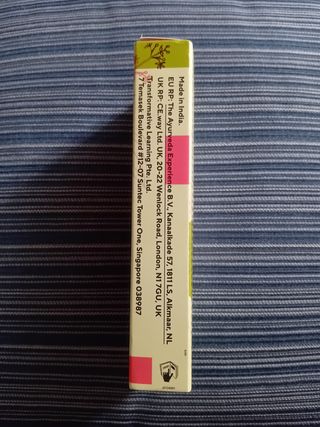 Made in India.
EU RP: The Ayurveda Experience B.V., Kanaalkade 57, 1811 LS, Alkmaar, NL
UK RP: CE.way Ltd. UK, 20-22 Wenlock Road, London, N1 7GU, UK
Transformative Learning Pte. Ltd.
7 Temasek Boulevard #12-07 Suntec Tower One, Singapore 038987